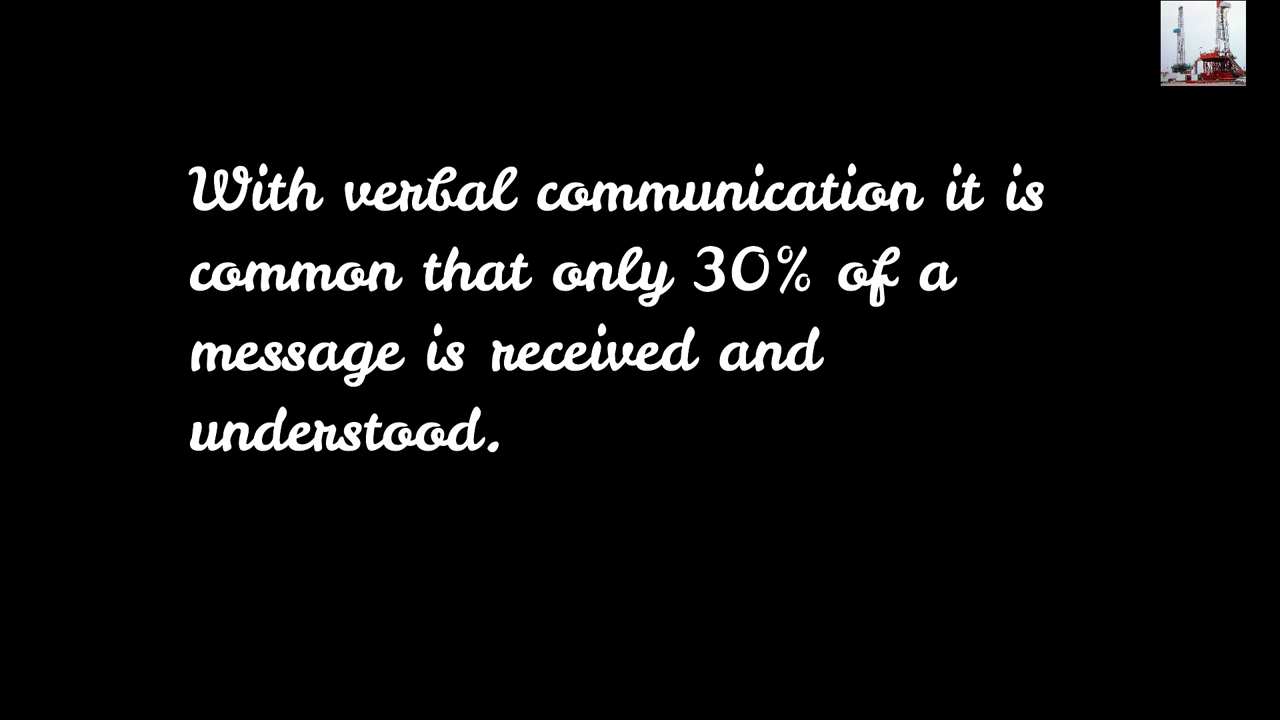 With verbal communication it is
common that only 30% of a
message is received and
understood.